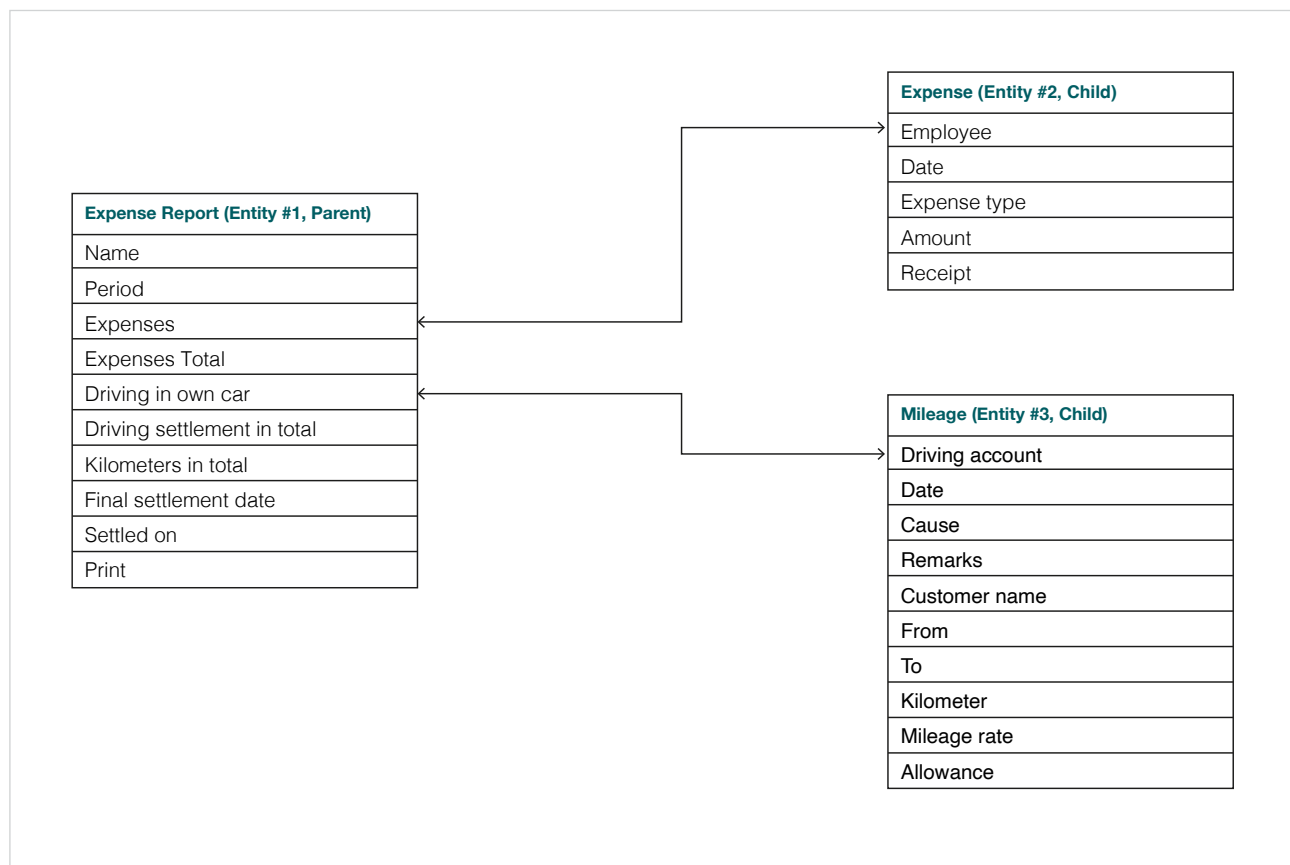 Expense Report (Entity #1, Parent)
Name
Period
Expenses
Expenses Total
Driving in own car
Driving settlement in total
Kilometers in total
Final settlement date
Settled on
Print
Expense (Entity #2, Child)
Employee
Date
Expense type
Amount
Receipt
Mileage (Entity #3, Child)
Driving account
Date
Cause
Remarks
Customer name
From
To
Kilometer
Mileage rate
Allowance